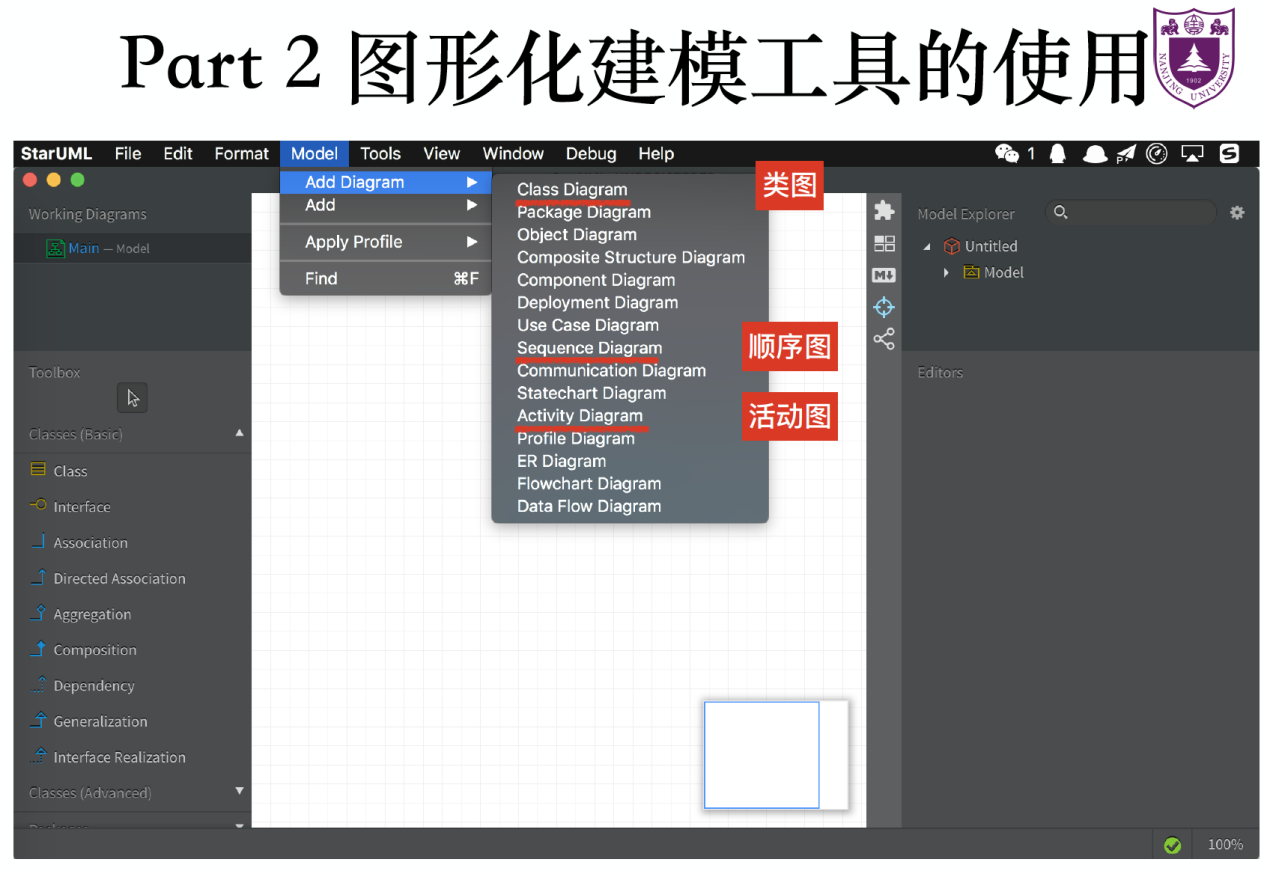 Part 2 图形化建模工具的使用
NANJING UNIVERSITY
1902
StarUML File Edit Format Model Tools View Window Debug Help 1
Add Diagram
Add
Apply Profile
Find ⌘F
Class Diagram 类图
Package Diagram
Object Diagram
Composite Structure Diagram
Component Diagram
Deployment Diagram
Use Case Diagram
Sequence Diagram 顺序图
Communication Diagram
Statechart Diagram
Activity Diagram 活动图
Profile Diagram
ER Diagram
Flowchart Diagram
Data Flow Diagram
Working Diagrams
Main — Model
Toolbox
Classes (Basic)
Class
Interface
Association
Directed Association
Aggregation
Composition
Dependency
Generalization
Interface Realization
Classes (Advanced)
Model Explorer
Untitled
Model
Editors
100%